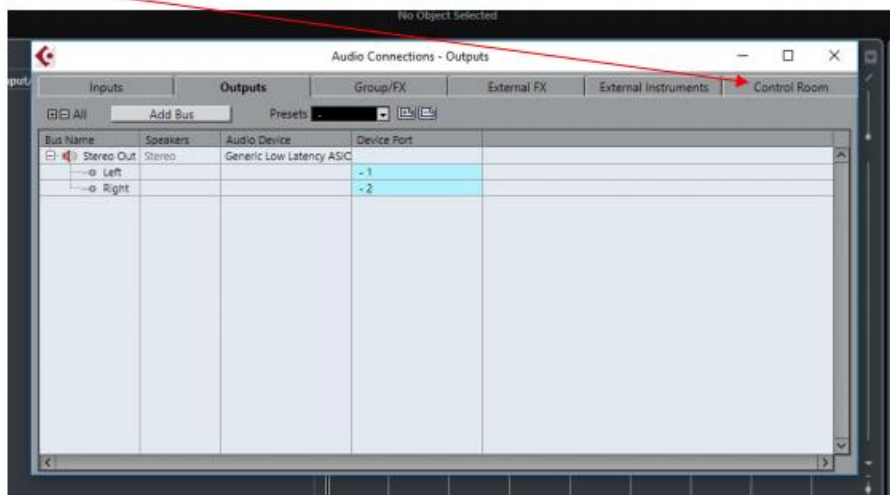 No Object Selected
Audio Connections - Outputs
Inputs Outputs Group/FX External FX External Instruments Control Room
All Add Bus Presets -
Bus Name Speakers Audio Device Device Port
Stereo Out Stereo Generic Low Latency ASIC
Left - 1
Right - 2